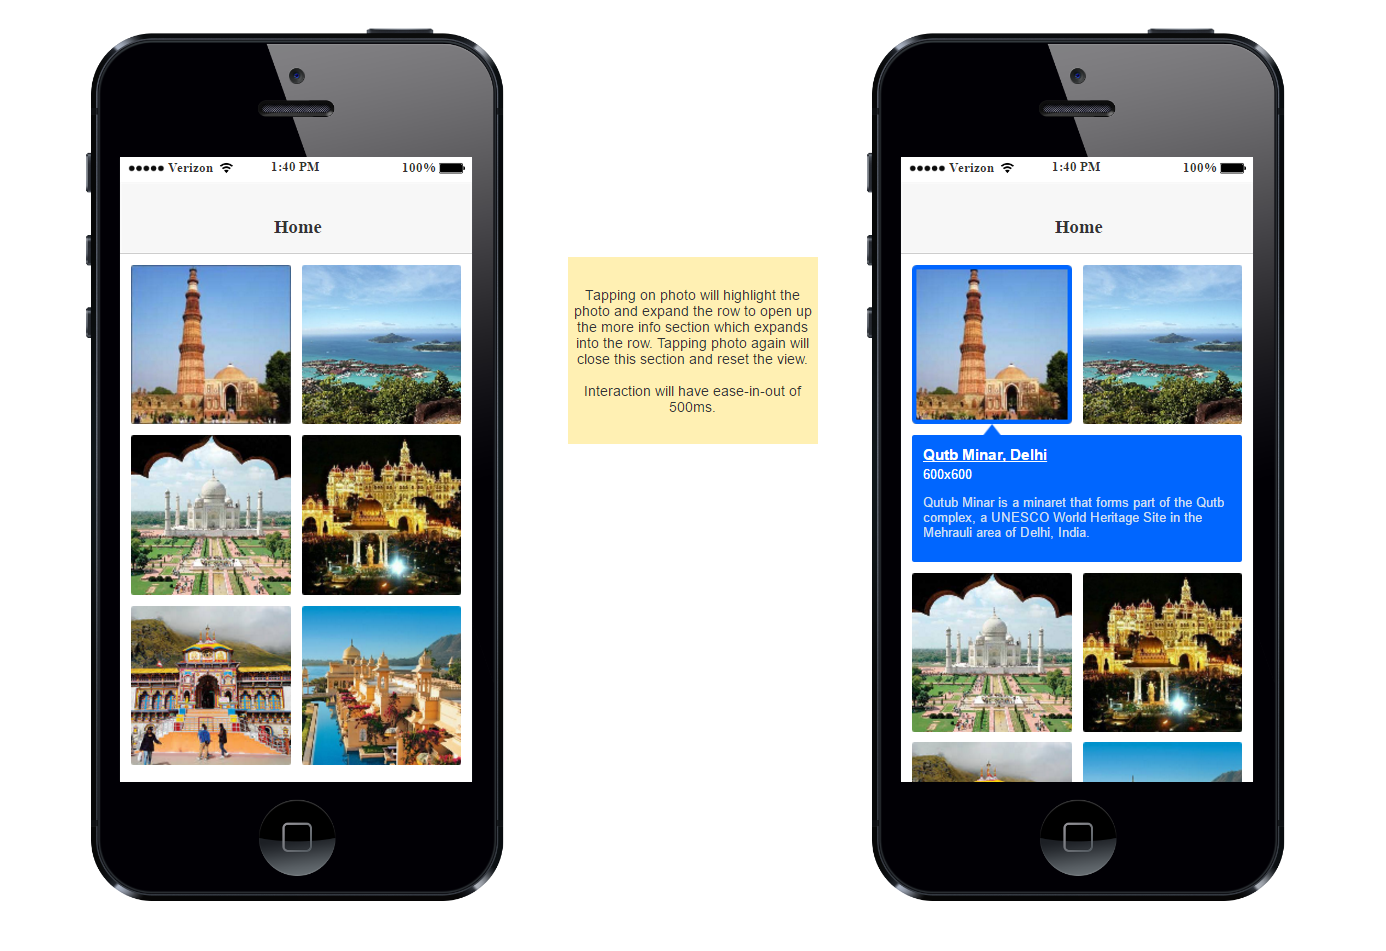 Verizon 1:40 PM 100%
Home
Tapping on photo will highlight the
photo and expand the row to open up
the more info section which expands
into the row. Tapping photo again will
close this section and reset the view.
Interaction will have ease-in-out of
500ms.
Verizon 1:40 PM 100%
Home
Qutb Minar, Delhi
600x600
Qutub Minar is a minaret that forms part of the Qutb
complex, a UNESCO World Heritage Site in the
Mehrauli area of Delhi, India.